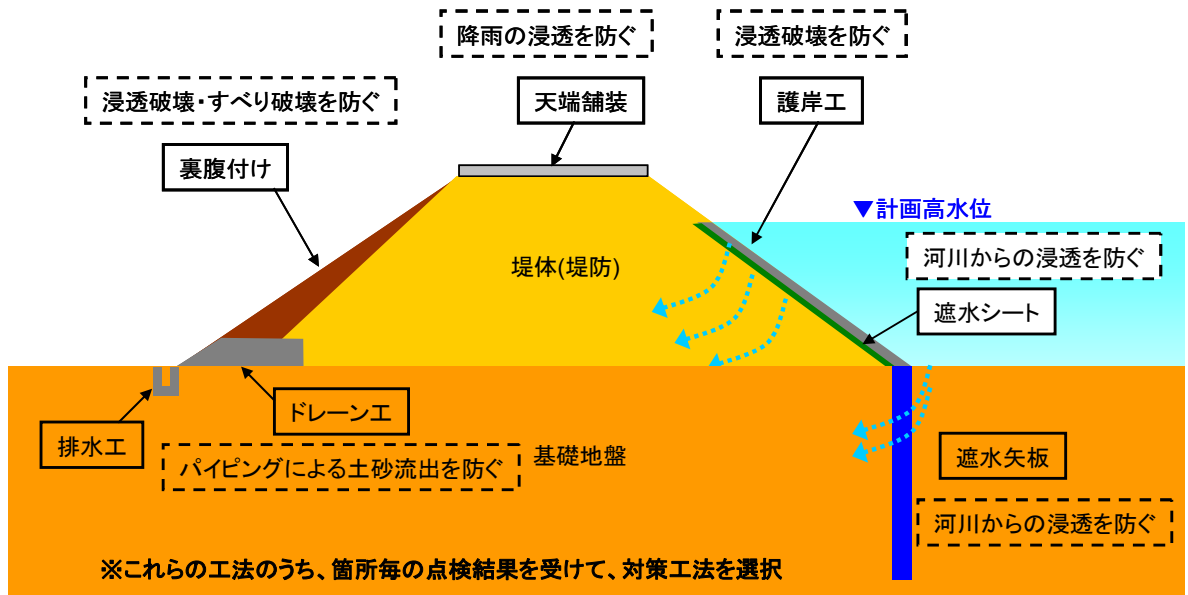 降雨の浸透を防ぐ
浸透破壊を防ぐ
浸透破壊・すべり破壊を防ぐ
天端舗装
護岸工
裏腹付け
▼計画高水位
河川からの浸透を防ぐ
堤体(堤防)
遮水シート
ドレーン工
排水工
パイピングによる土砂流出を防ぐ
基礎地盤
遮水矢板
河川からの浸透を防ぐ
※これらの工法のうち、箇所毎の点検結果を受けて、対策工法を選択